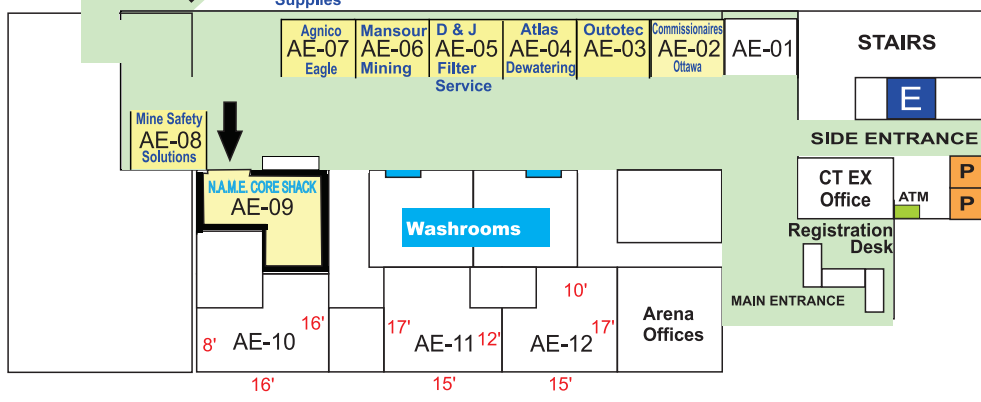 Supplies
Agnico
AE-07
Eagle
Mansour
AE-06
Mining
D & J
AE-05
Filter
Service
Atlas
AE-04
Dewatering
Outotec
AE-03
Commissionaires
AE-02
Ottawa
AE-01
STAIRS
E
SIDE ENTRANCE
Mine Safety
AE-08
Solutions
N.A.M.E. CORE SHACK
AE-09
Washrooms
CT EX
Office
ATM
P
P
Registration
Desk
MAIN ENTRANCE
8'
AE-10
16'
16'
17'
AE-11
12'
15'
10'
AE-12
17'
15'
Arena
Offices